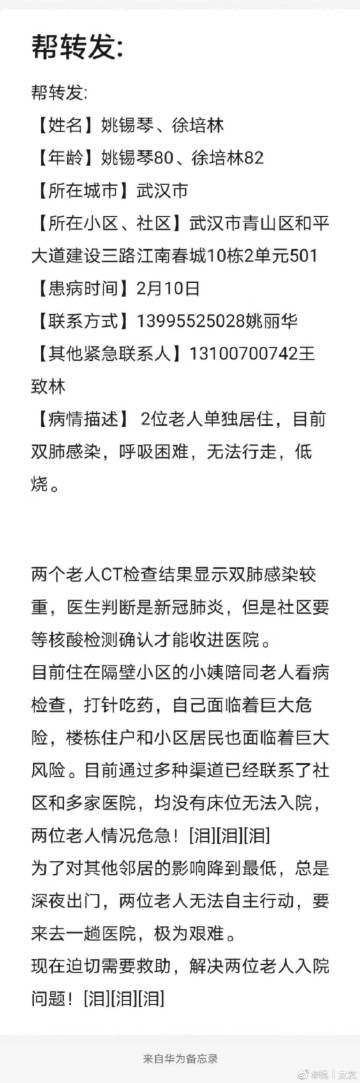 帮转发:
帮转发:
【姓名】姚锡琴、徐培林
【年龄】姚锡琴80、徐培林82
【所在城市】武汉市
【所在小区、社区】武汉市青山区和平
大道建设三路江南春城10栋2单元501
【患病时间】2月10日
【联系方式】13995525028姚丽华
【其他紧急联系人】13100700742王
致林
【病情描述】 2位老人单独居住，目前
双肺感染，呼吸困难，无法行走，低
烧。
两个老人CT检查结果显示双肺感染较
重，医生判断是新冠肺炎，但是社区要
等核酸检测确认才能收进医院。
目前住在隔壁小区的小姨陪同老人看病
检查，打针吃药，自己面临着巨大危
险，楼栋住户和小区居民也面临着巨大
风险。目前通过多种渠道已经联系了社
区和多家医院，均没有床位无法入院，
两位老人情况危急！[泪][泪][泪]
为了对其他邻居的影响降到最低，总是
深夜出门，两位老人无法自主行动，要
来去一趟医院，极为艰难。
现在迫切需要救助，解决两位老人入院
问题！[泪][泪][泪]
来自华为备忘录